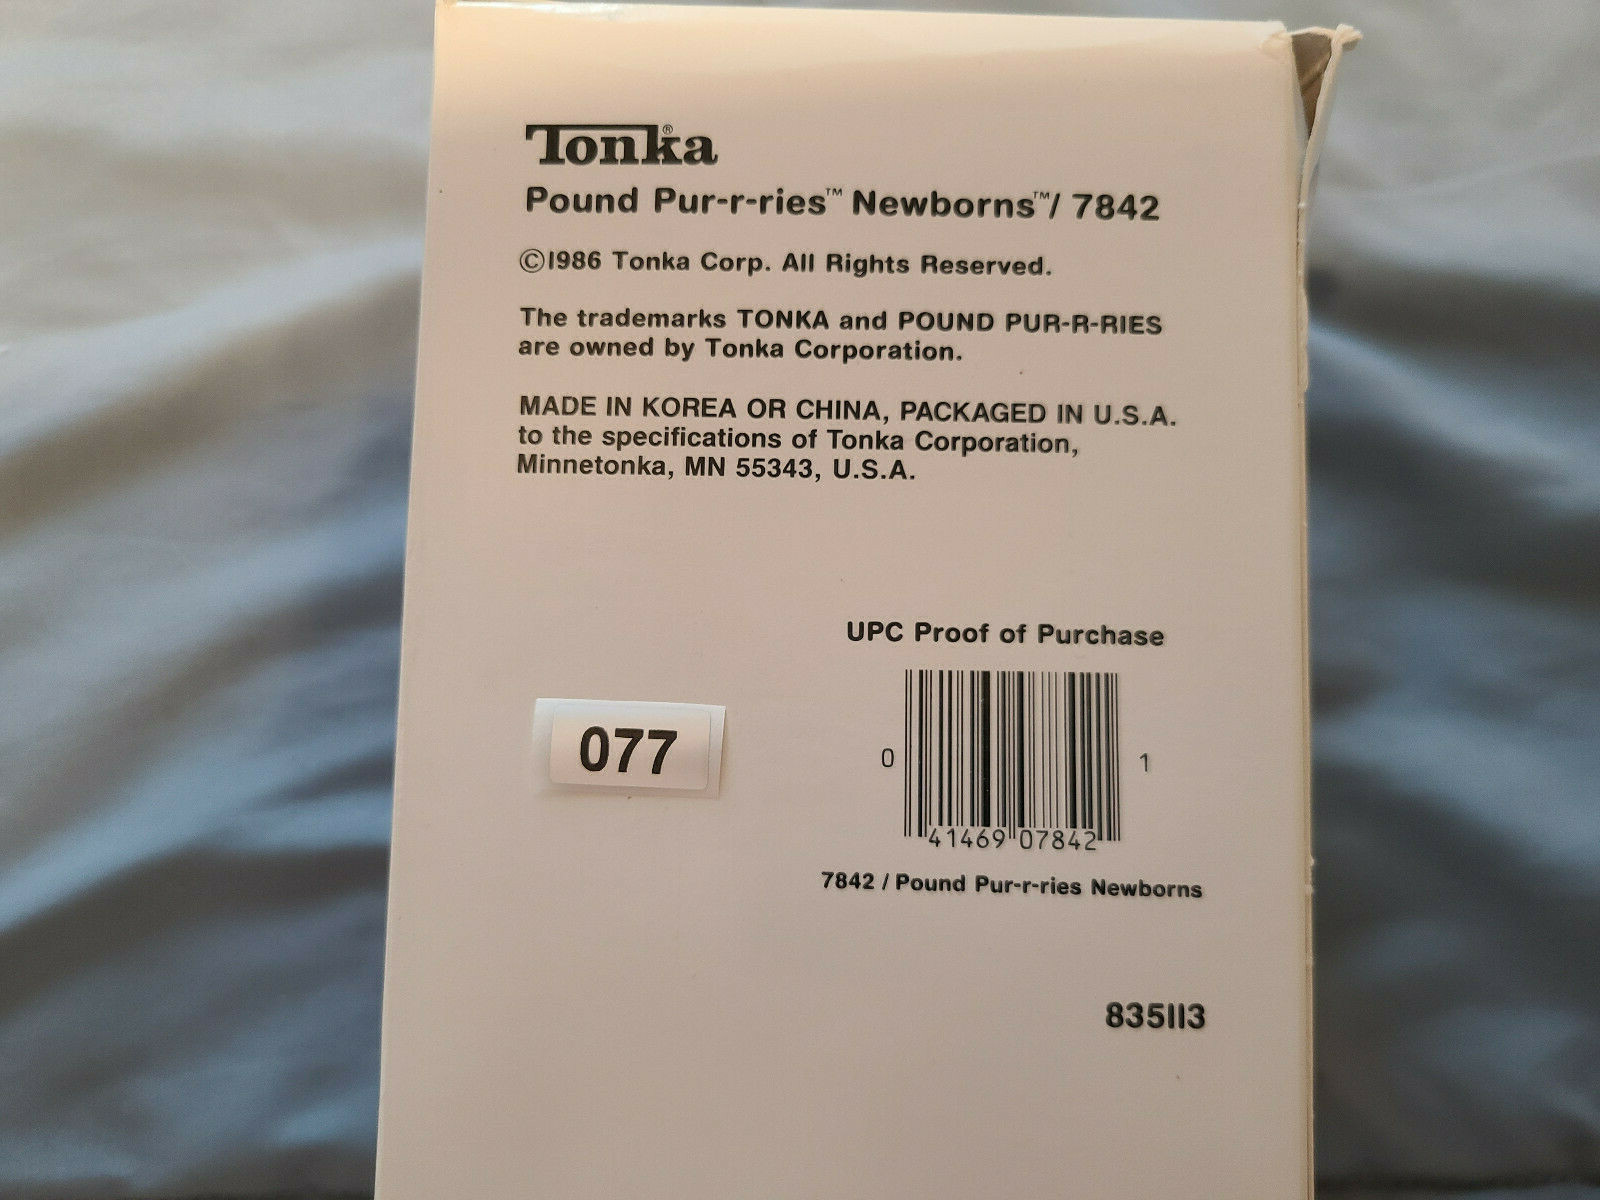 Tonka®
Pound Pur-r-ries™ Newborns™/ 7842
©1986 Tonka Corp. All Rights Reserved.
The trademarks TONKA and POUND PUR-R-RIES
are owned by Tonka Corporation.
MADE IN KOREA OR CHINA, PACKAGED IN U.S.A.
to the specifications of Tonka Corporation,
Minnetonka, MN 55343, U.S.A.
UPC Proof of Purchase
077
0 41469 07842 1
7842 / Pound Pur-r-ries Newborns
835113